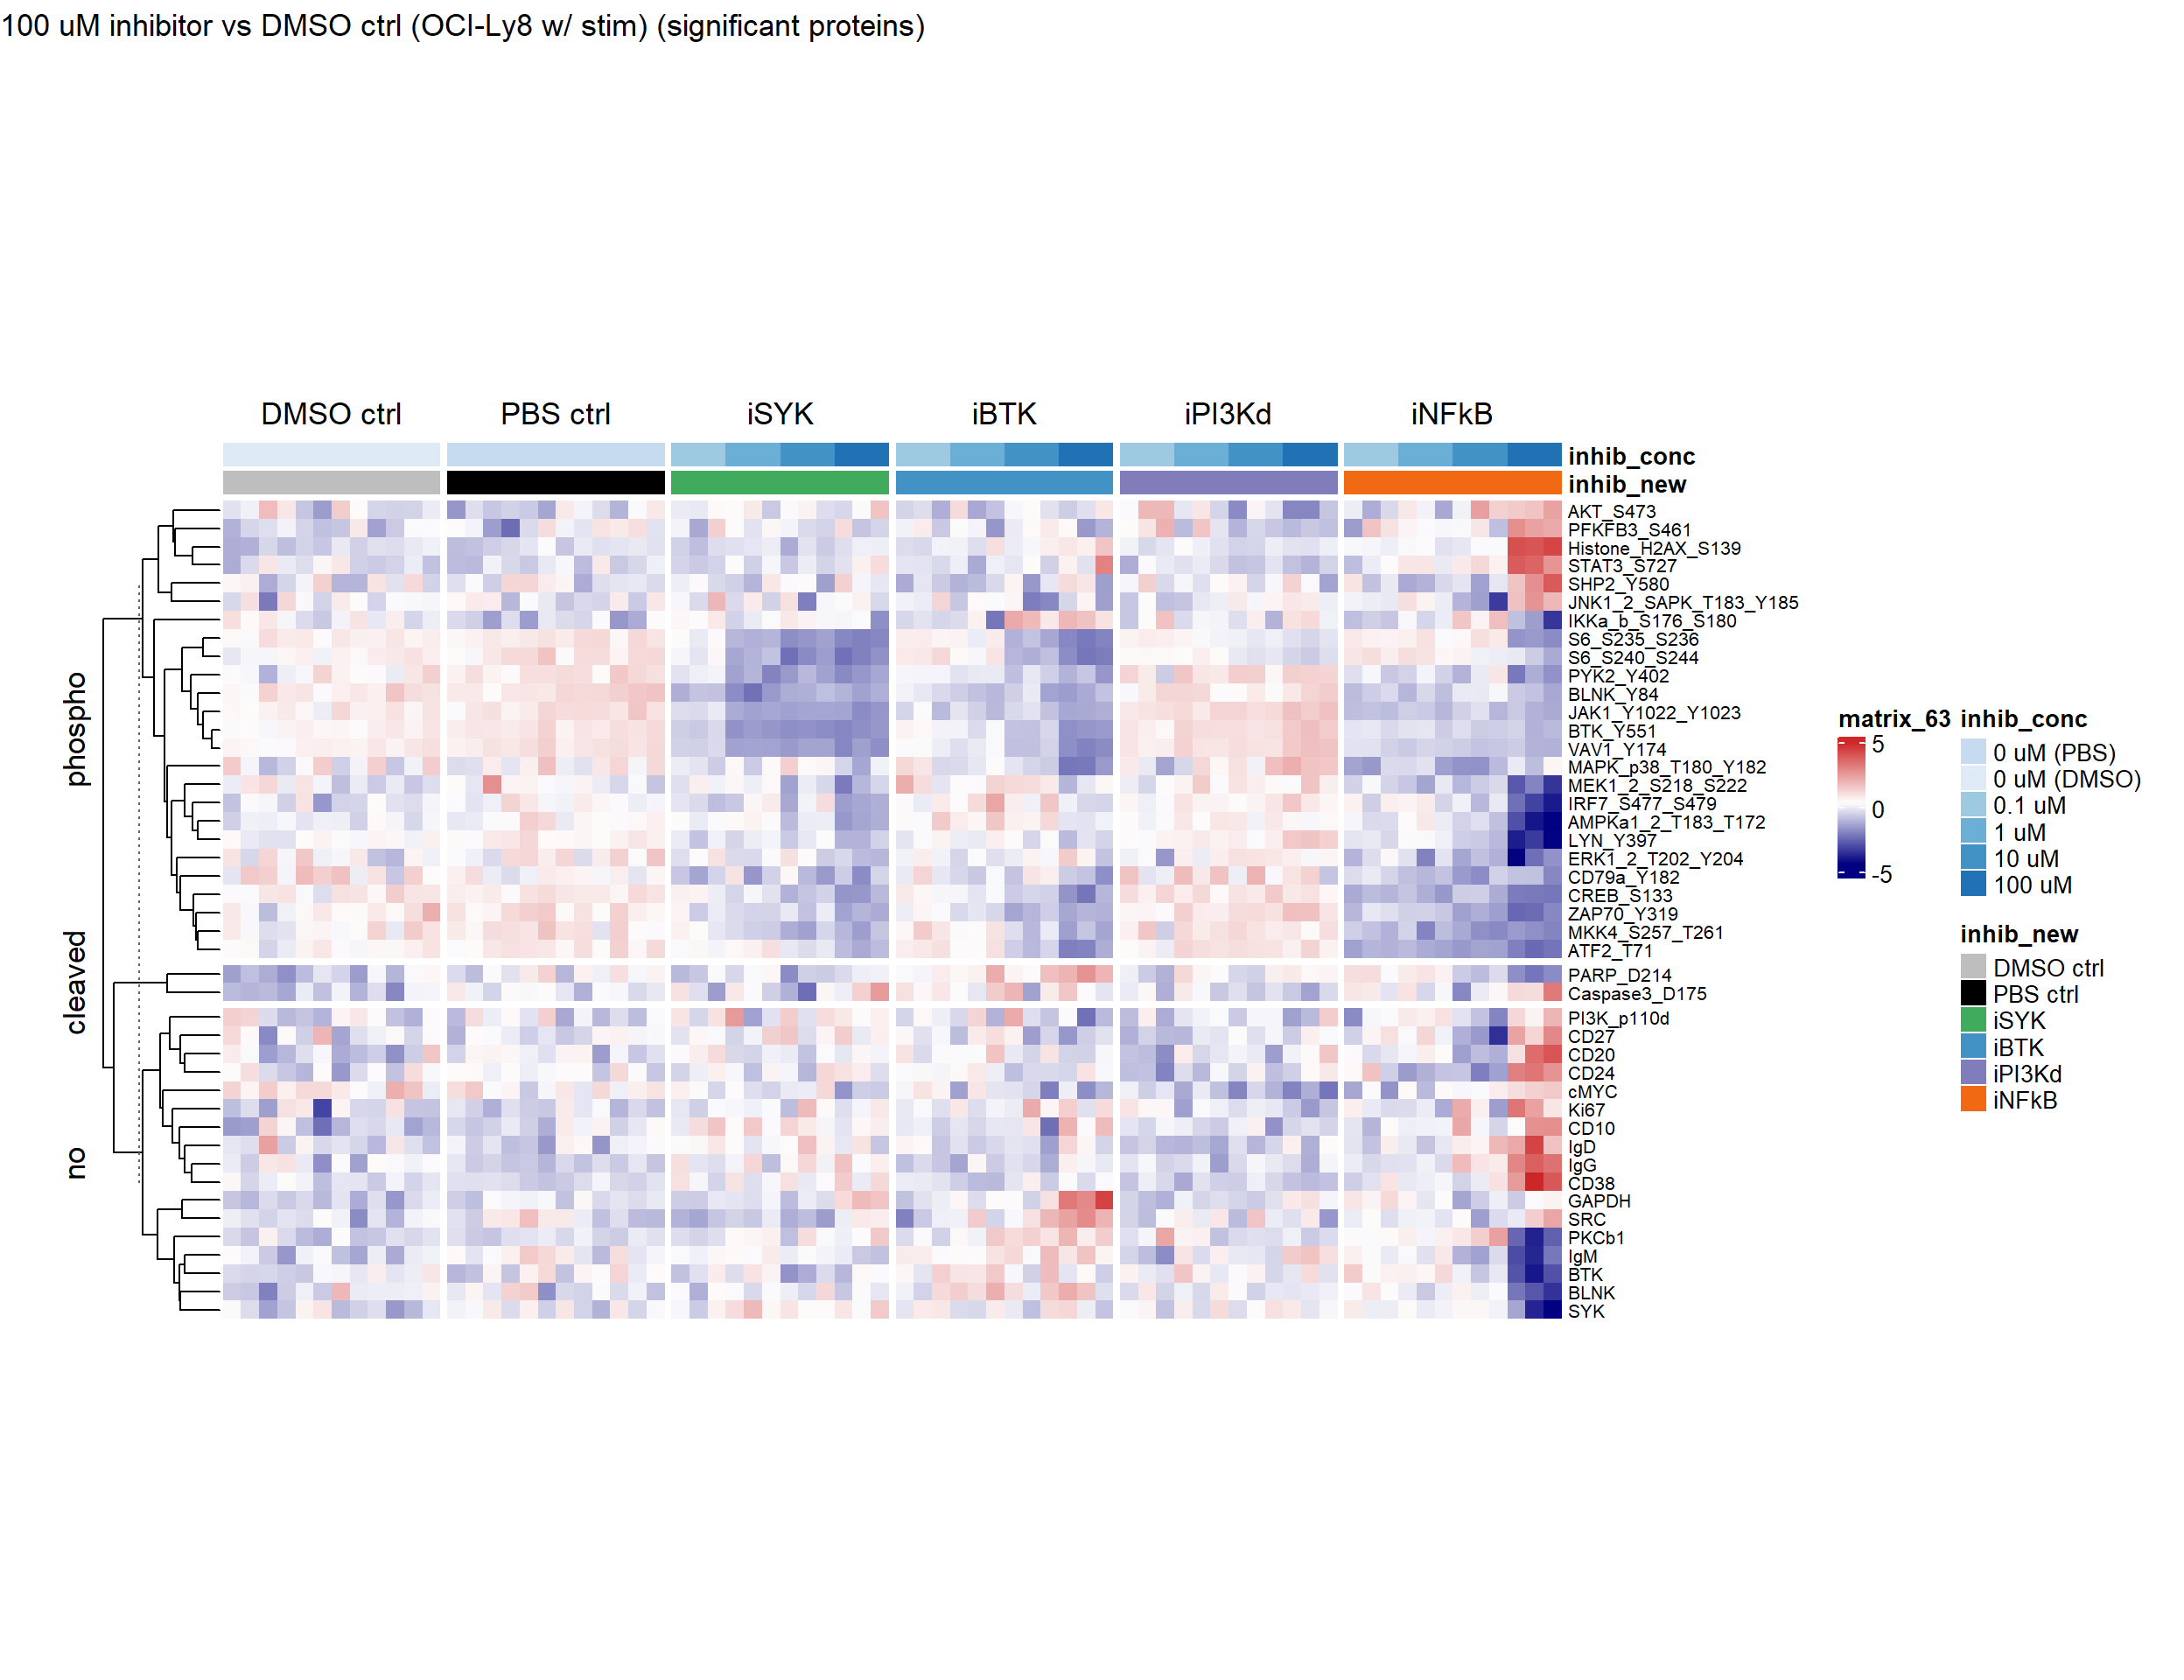 100 uM inhibitor vs DMSO ctrl (OCI-Ly8 w/ stim) (significant proteins)
DMSO ctrl
PBS ctrl
iSYK
iBTK
iPI3Kd
iNFkB
inhib_conc
inhib_new
phospho
cleaved
no
AKT_S473
PFKFB3_S461
Histone_H2AX_S139
STAT3_S727
SHP2_Y580
JNK1_2_SAPK_T183_Y185
IKKa_b_S176_S180
S6_S235_S236
S6_S240_S244
PYK2_Y402
BLNK_Y84
JAK1_Y1022_Y1023
BTK_Y551
VAV1_Y174
MAPK_p38_T180_Y182
MEK1_2_S218_S222
IRF7_S477_S479
AMPKa1_2_T183_T172
LYN_Y397
ERK1_2_T202_Y204
CD79a_Y182
CREB_S133
ZAP70_Y319
MKK4_S257_T261
ATF2_T71
PARP_D214
Caspase3_D175
PI3K_p110d
CD27
CD20
CD24
cMYC
Ki67
CD10
IgD
IgG
CD38
GAPDH
SRC
PKCb1
IgM
BTK
BLNK
SYK
matrix_63
5
0
-5
inhib_conc
0 uM (PBS)
0 uM (DMSO)
0.1 uM
1 uM
10 uM
100 uM
inhib_new
DMSO ctrl
PBS ctrl
iSYK
iBTK
iPI3Kd
iNFkB